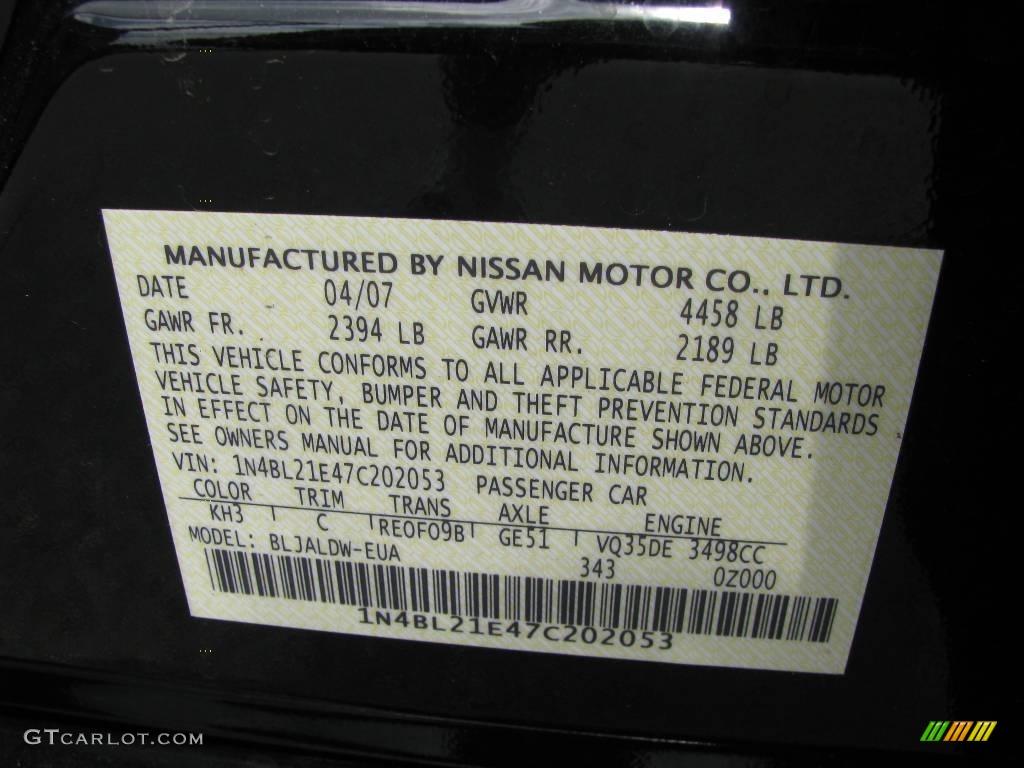 MANUFACTURED BY NISSAN MOTOR CO., LTD.
DATE 04/07 GVWR 4458 LB
GAWR FR. 2394 LB GAWR RR. 2189 LB
THIS VEHICLE CONFORMS TO ALL APPLICABLE FEDERAL MOTOR
VEHICLE SAFETY, BUMPER AND THEFT PREVENTION STANDARDS
IN EFFECT ON THE DATE OF MANUFACTURE SHOWN ABOVE.
SEE OWNERS MANUAL FOR ADDITIONAL INFORMATION.
VIN: 1N4BL21E47C202053 PASSENGER CAR
COLOR TRIM TRANS AXLE ENGINE
KH3 C RE0F09B GE51 VQ35DE 3498CC
MODEL: BLJALDW-EUA 343 0Z000
1N4BL21E47C202053
GTCARLOT.COM